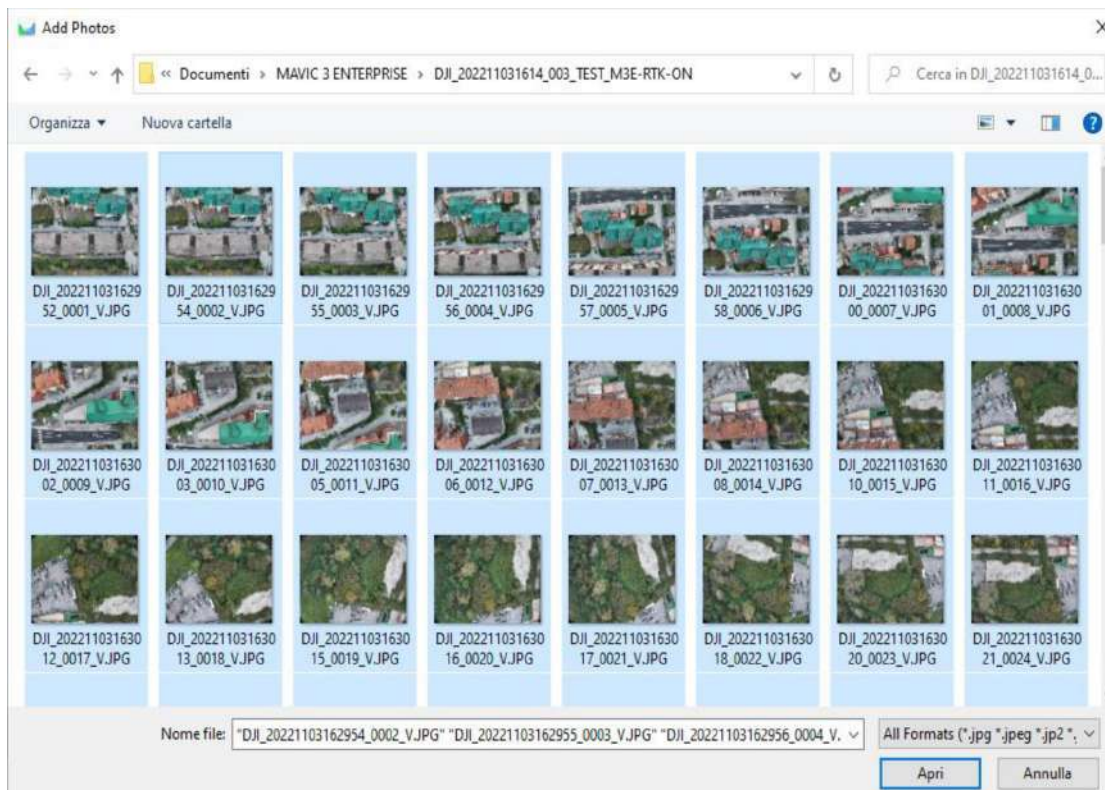 Add Photos
« Documenti › MAVIC 3 ENTERPRISE › DJI_202211031614_003_TEST_M3E-RTK-ON
Cerca in DJI_202211031614_0...
Organizza
Nuova cartella
DJI_202211031629 DJI_202211031629 DJI_202211031629 DJI_202211031629 DJI_202211031629 DJI_202211031629 DJI_202211031630 DJI_202211031630
52_0001_V.JPG 54_0002_V.JPG 55_0003_V.JPG 56_0004_V.JPG 57_0005_V.JPG 58_0006_V.JPG 00_0007_V.JPG 01_0008_V.JPG
DJI_202211031630 DJI_202211031630 DJI_202211031630 DJI_202211031630 DJI_202211031630 DJI_202211031630 DJI_202211031630 DJI_202211031630
02_0009_V.JPG 03_0010_V.JPG 05_0011_V.JPG 06_0012_V.JPG 07_0013_V.JPG 08_0014_V.JPG 10_0015_V.JPG 11_0016_V.JPG
DJI_202211031630 DJI_202211031630 DJI_202211031630 DJI_202211031630 DJI_202211031630 DJI_202211031630 DJI_202211031630 DJI_202211031630
12_0017_V.JPG 13_0018_V.JPG 15_0019_V.JPG 16_0020_V.JPG 17_0021_V.JPG 18_0022_V.JPG 20_0023_V.JPG 21_0024_V.JPG
Nome file: "DJI_20221103162954_0002_V.JPG" "DJI_20221103162955_0003_V.JPG" "DJI_20221103162956_0004_V. All Formats (*.jpg *.jpeg *.jp2 *.
Apri Annulla